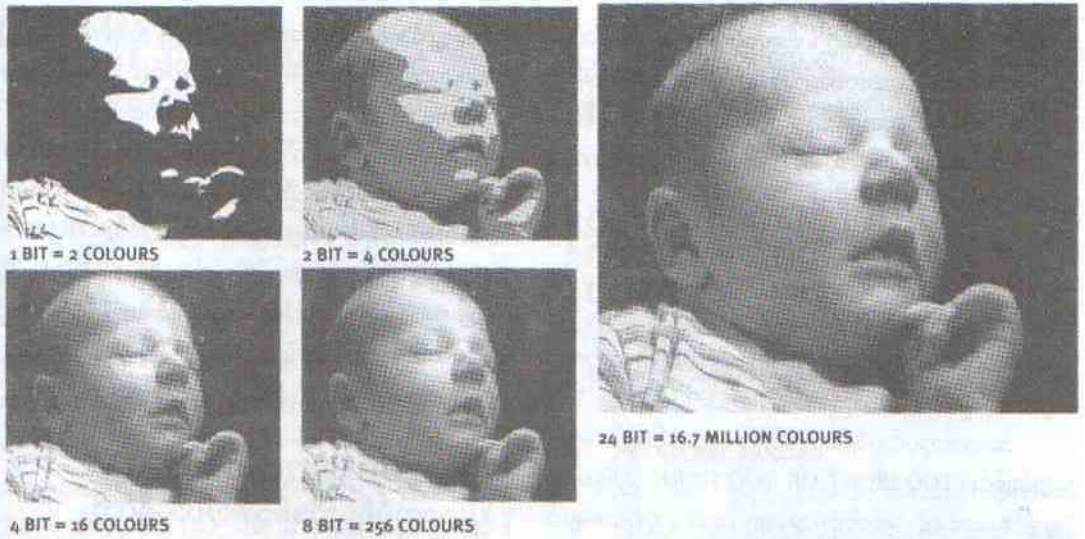 1 BIT = 2 COLOURS
2 BIT = 4 COLOURS
4 BIT = 16 COLOURS
8 BIT = 256 COLOURS
24 BIT = 16.7 MILLION COLOURS